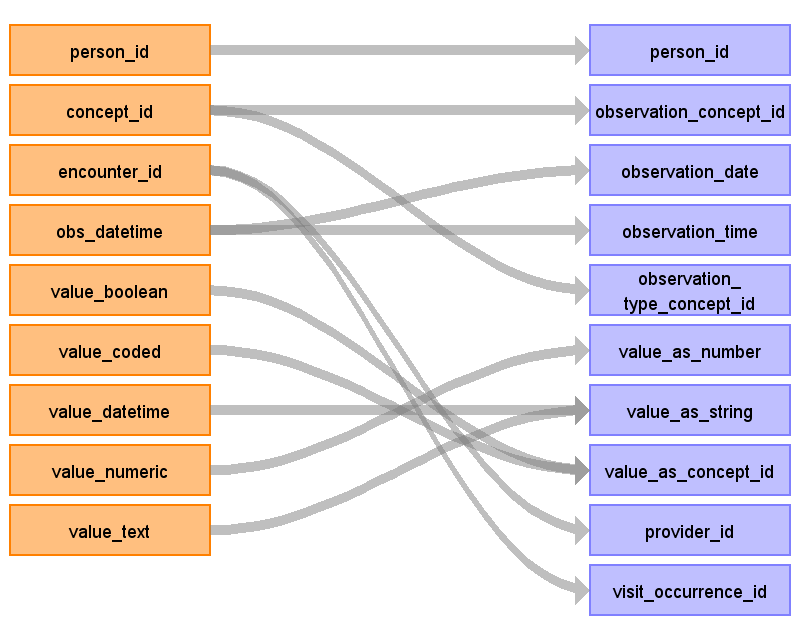 person_id
person_id
concept_id
observation_concept_id
encounter_id
observation_date
obs_datetime
observation_time
value_boolean
observation_
type_concept_id
value_coded
value_as_number
value_datetime
value_as_string
value_numeric
value_as_concept_id
value_text
provider_id
visit_occurrence_id